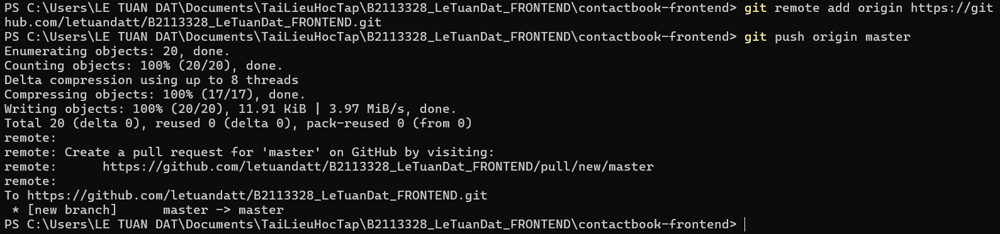 PS C:\Users\LE TUAN DAT\Documents\TaiLieuHocTap\B2113328_LeTuanDat_FRONTEND\contactbook-frontend> git remote add origin https://git
hub.com/letuandatt/B2113328_LeTuanDat_FRONTEND.git
PS C:\Users\LE TUAN DAT\Documents\TaiLieuHocTap\B2113328_LeTuanDat_FRONTEND\contactbook-frontend> git push origin master
Enumerating objects: 20, done.
Counting objects: 100% (20/20), done.
Delta compression using up to 8 threads
Compressing objects: 100% (17/17), done.
Writing objects: 100% (20/20), 11.91 KiB | 3.97 MiB/s, done.
Total 20 (delta 0), reused 0 (delta 0), pack-reused 0 (from 0)
remote:
remote: Create a pull request for 'master' on GitHub by visiting:
remote:      https://github.com/letuandatt/B2113328_LeTuanDat_FRONTEND/pull/new/master
remote:
To https://github.com/letuandatt/B2113328_LeTuanDat_FRONTEND.git
 * [new branch]      master -> master
PS C:\Users\LE TUAN DAT\Documents\TaiLieuHocTap\B2113328_LeTuanDat_FRONTEND\contactbook-frontend>